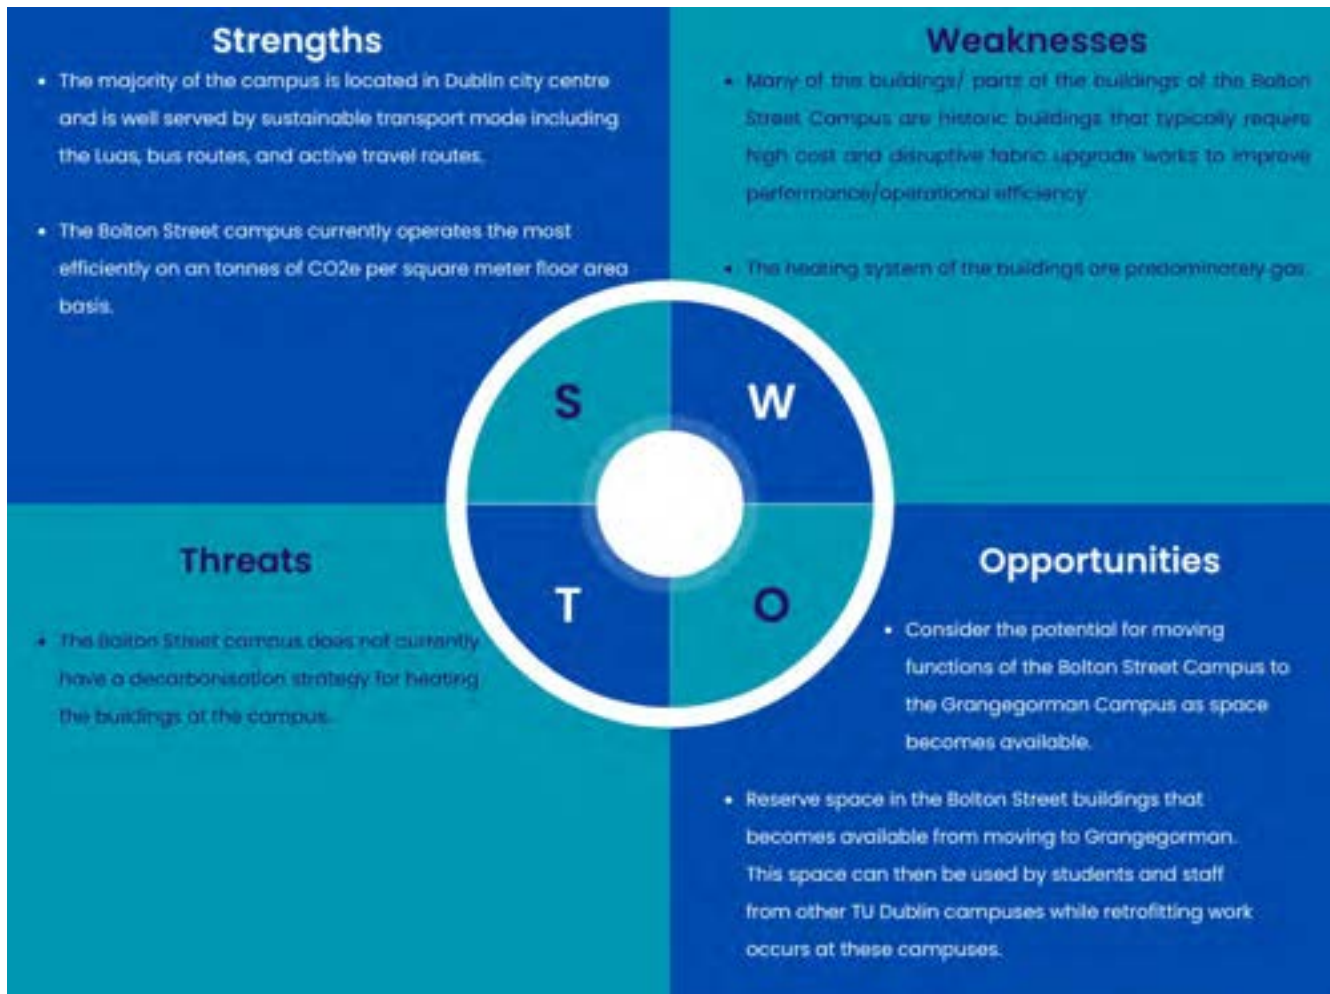 Strengths
• The majority of the campus is located in Dublin city centre
and is well served by sustainable transport mode including
the Luas, bus routes, and active travel routes.
• The Bolton Street campus currently operates the most
efficiently on an tonnes of CO2e per square meter floor area
basis.
Weaknesses
• Many of the buildings/ parts of the buildings of the Bolton
Street Campus are historic buildings that typically require
high cost and disruptive fabric upgrade works to improve
performance/operational efficiency
• The heating system of the buildings are predominately gas.
S
W
T
O
Threats
• The Bolton Street campus does not currently
have a decarbonisation strategy for heating
the buildings at the campus.
Opportunities
• Consider the potential for moving
functions of the Bolton Street Campus to
the Grangegorman Campus as space
becomes available.
• Reserve space in the Bolton Street buildings that
becomes available from moving to Grangegorman.
This space can then be used by students and staff
from other TU Dublin campuses while retrofitting work
occurs at these campuses.